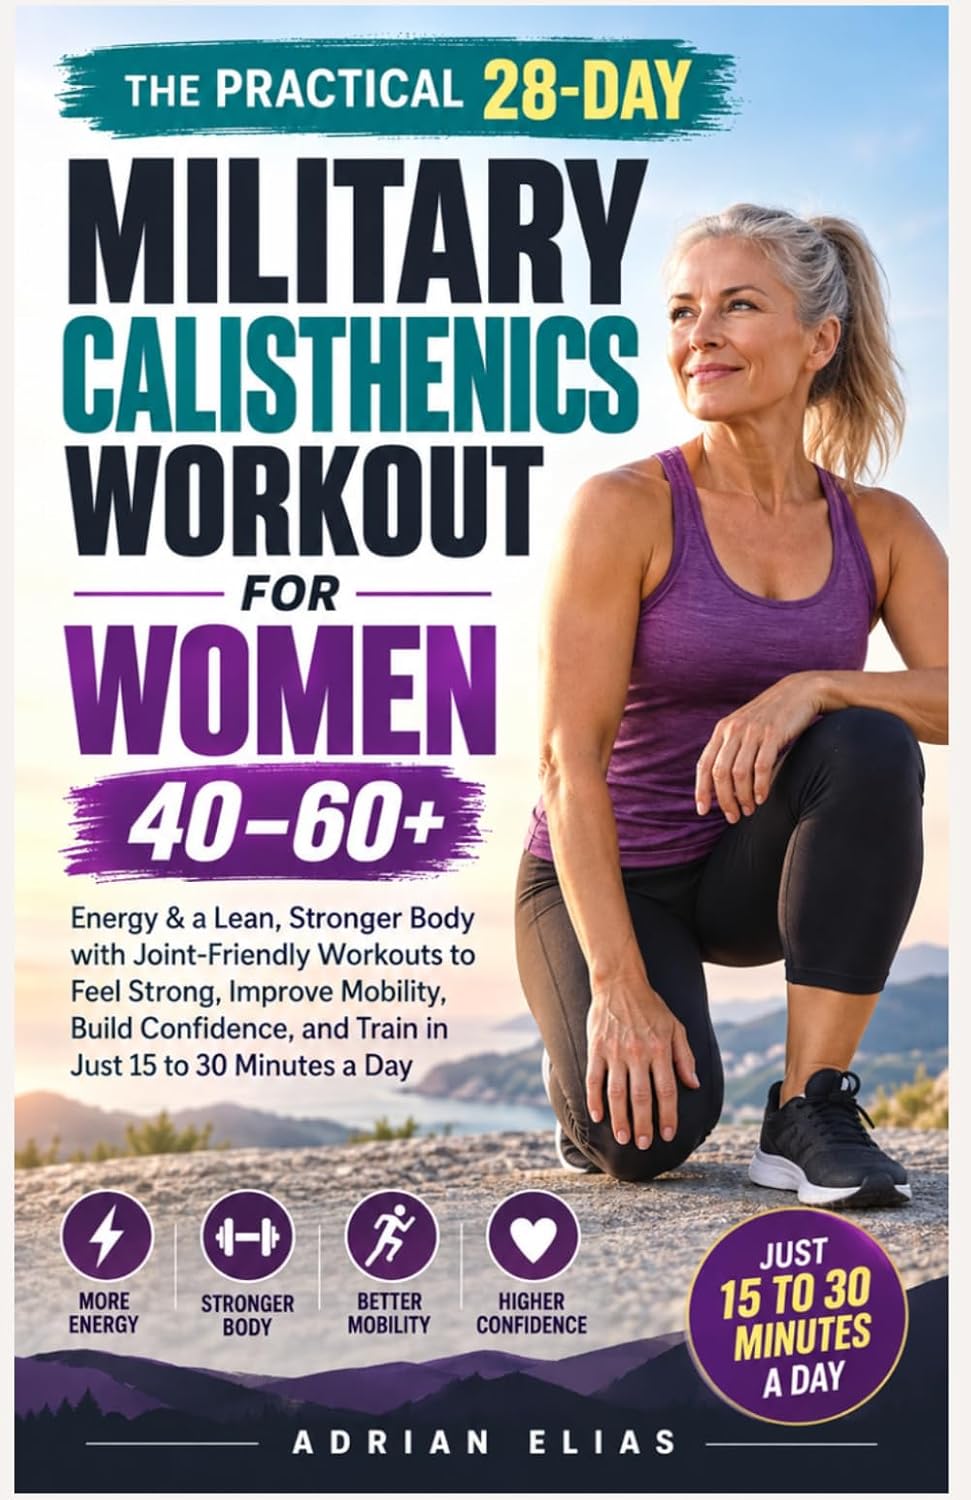 THE PRACTICAL 28-DAY
MILITARY
CALISTHENICS
WORKOUT
FOR
WOMEN
40–60+
Energy & a Lean, Stronger Body
with Joint-Friendly Workouts to
Feel Strong, Improve Mobility,
Build Confidence, and Train in
Just 15 to 30 Minutes a Day
MORE
ENERGY
STRONGER
BODY
BETTER
MOBILITY
HIGHER
CONFIDENCE
JUST
15 TO 30
MINUTES
A DAY
ADRIAN ELIAS